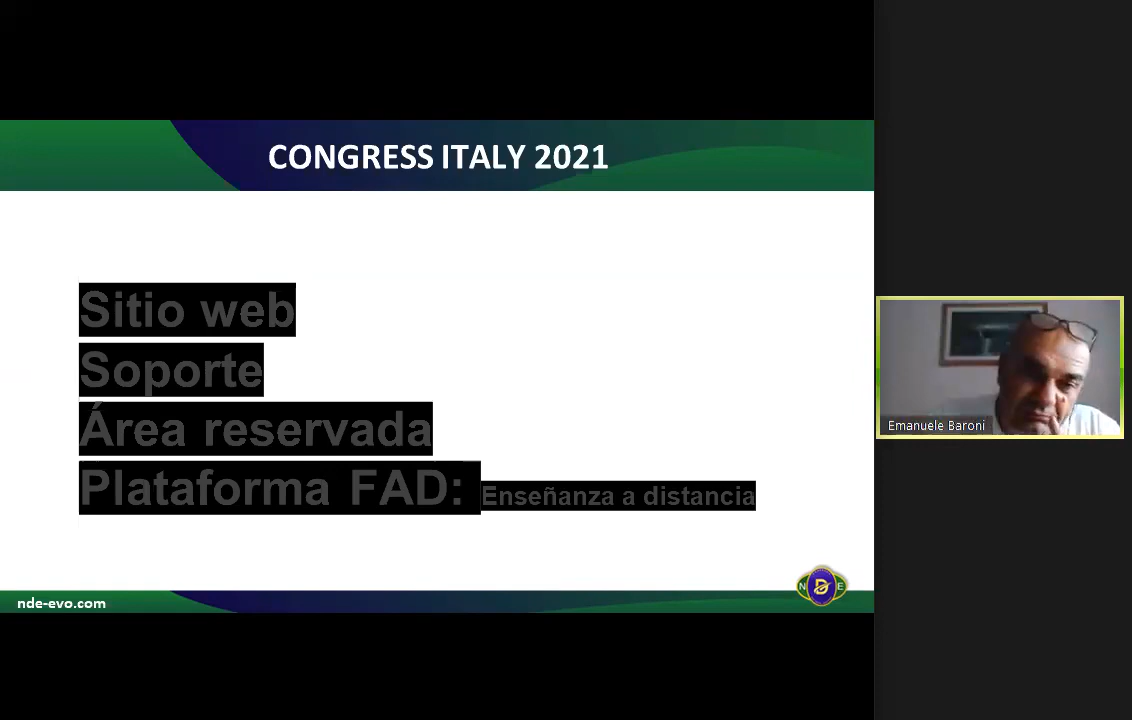 CONGRESS ITALY 2021
Sitio web
Soporte
Área reservada
Plataforma FAD: Enseñanza a distancia
Emanuele Baroni
N D E
nde-evo.com